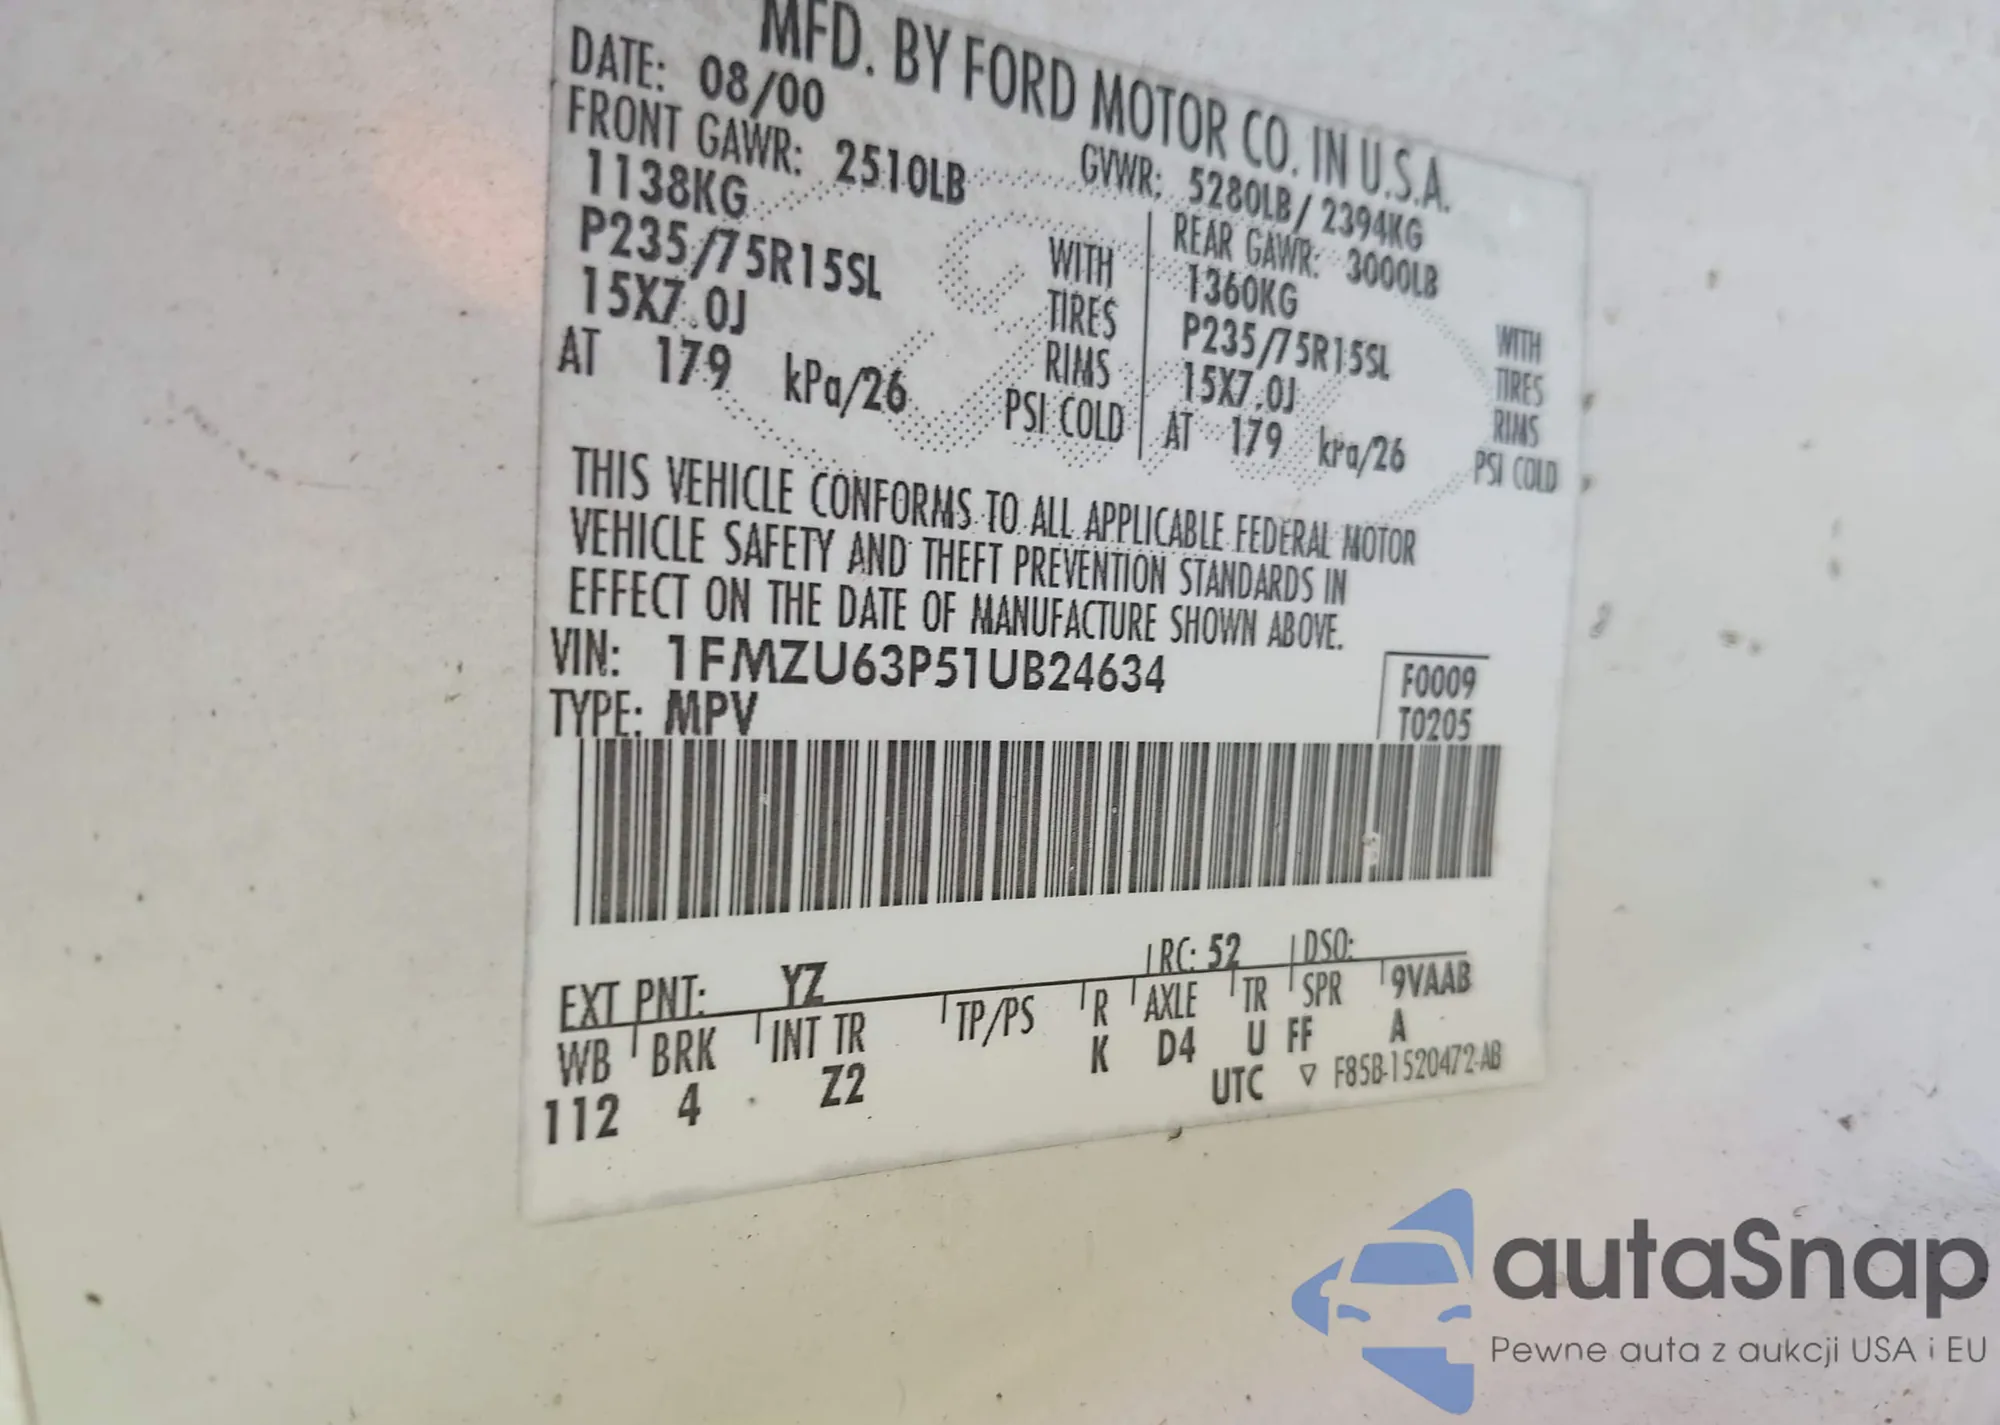 MFD. BY FORD MOTOR CO. IN U.S.A.
DATE: 08/00 GVWR: 5280LB/2394KG
FRONT GAWR: 2510LB REAR GAWR: 3000LB
1138KG WITH 1360KG WITH
P235/75R15SL TIRES P235/75R15SL TIRES
15X7.0J RIMS 15X7.0J RIMS
AT 179 kPa/26 PSI COLD AT 179 kPa/26 PSI COLD
THIS VEHICLE CONFORMS TO ALL APPLICABLE FEDERAL MOTOR
VEHICLE SAFETY AND THEFT PREVENTION STANDARDS IN
EFFECT ON THE DATE OF MANUFACTURE SHOWN ABOVE.
VIN: 1FMZU63P51UB24634 F0009
TYPE: MPV T0205
EXT PNT: YZ RC: 52 DSO:
WB BRK INT TR TP/PS R AXLE TR SPR 9VAAB
112 4 Z2 K D4 U FF A
UTC ▽ F85B-1520472-AB
autaSnap
Pewne auta z aukcji USA i EU